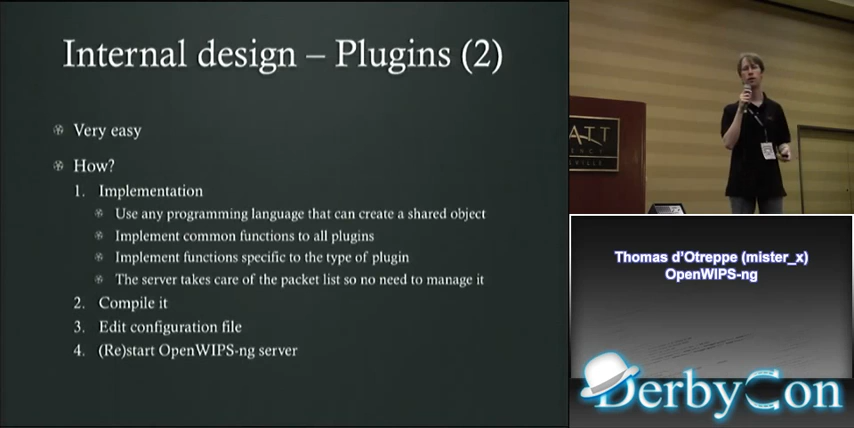 Internal design – Plugins (2)
Very easy
How?
1. Implementation
Use any programming language that can create a shared object
Implement common functions to all plugins
Implement functions specific to the type of plugin
The server takes care of the packet list so no need to manage it
2. Compile it
3. Edit configuration file
4. (Re)start OpenWIPS-ng server
ATT
Thomas d'Otreppe (mister_x)
OpenWIPS-ng
DerbyCon